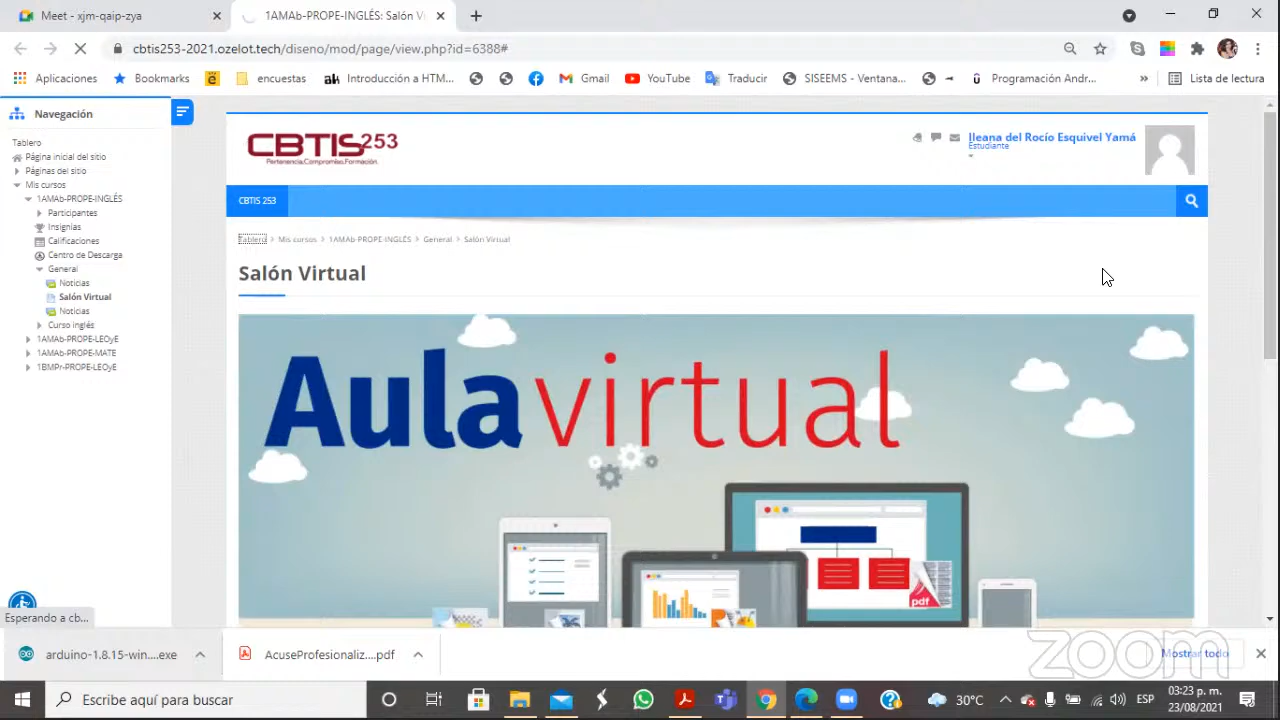 Meet - xjm-qaip-zya
1AMAb-PROPE-INGLÉS: Salón V
cbtis253-2021.ozelot.tech/diseno/mod/page/view.php?id=6388#
Aplicaciones
Bookmarks
encuestas
Introducción a HTM...
Gmail
YouTube
Traducir
SISEEMS - Ventana...
Programación Andr...
»
Lista de lectura
Navegación
Tablero
Página inicial del sitio
Páginas del sitio
Mis cursos
1AMAb-PROPE-INGLÉS
Participantes
Insignias
Calificaciones
Centro de Descarga
General
Noticias
Salón Virtual
Noticias
Curso inglés
1AMAb-PROPE-LEOyE
1AMAb-PROPE-MATE
1BMPr-PROPE-LEOyE
CBTIS253
Pertenencia,Compromiso,Formación
Ileana del Rocío Esquivel Yamá
Estudiante
CBTIS 253
Tablero > Mis cursos > 1AMAb-PROPE-INGLÉS > General > Salón Virtual
Salón Virtual
Aulavirtual
pdf
Esperando a cb...
arduino-1.8.15-win....exe
AcuseProfesionaliz....pdf
Mostrar todo
zoom
Escribe aquí para buscar
30°C
ESP
03:23 p. m.
23/08/2021